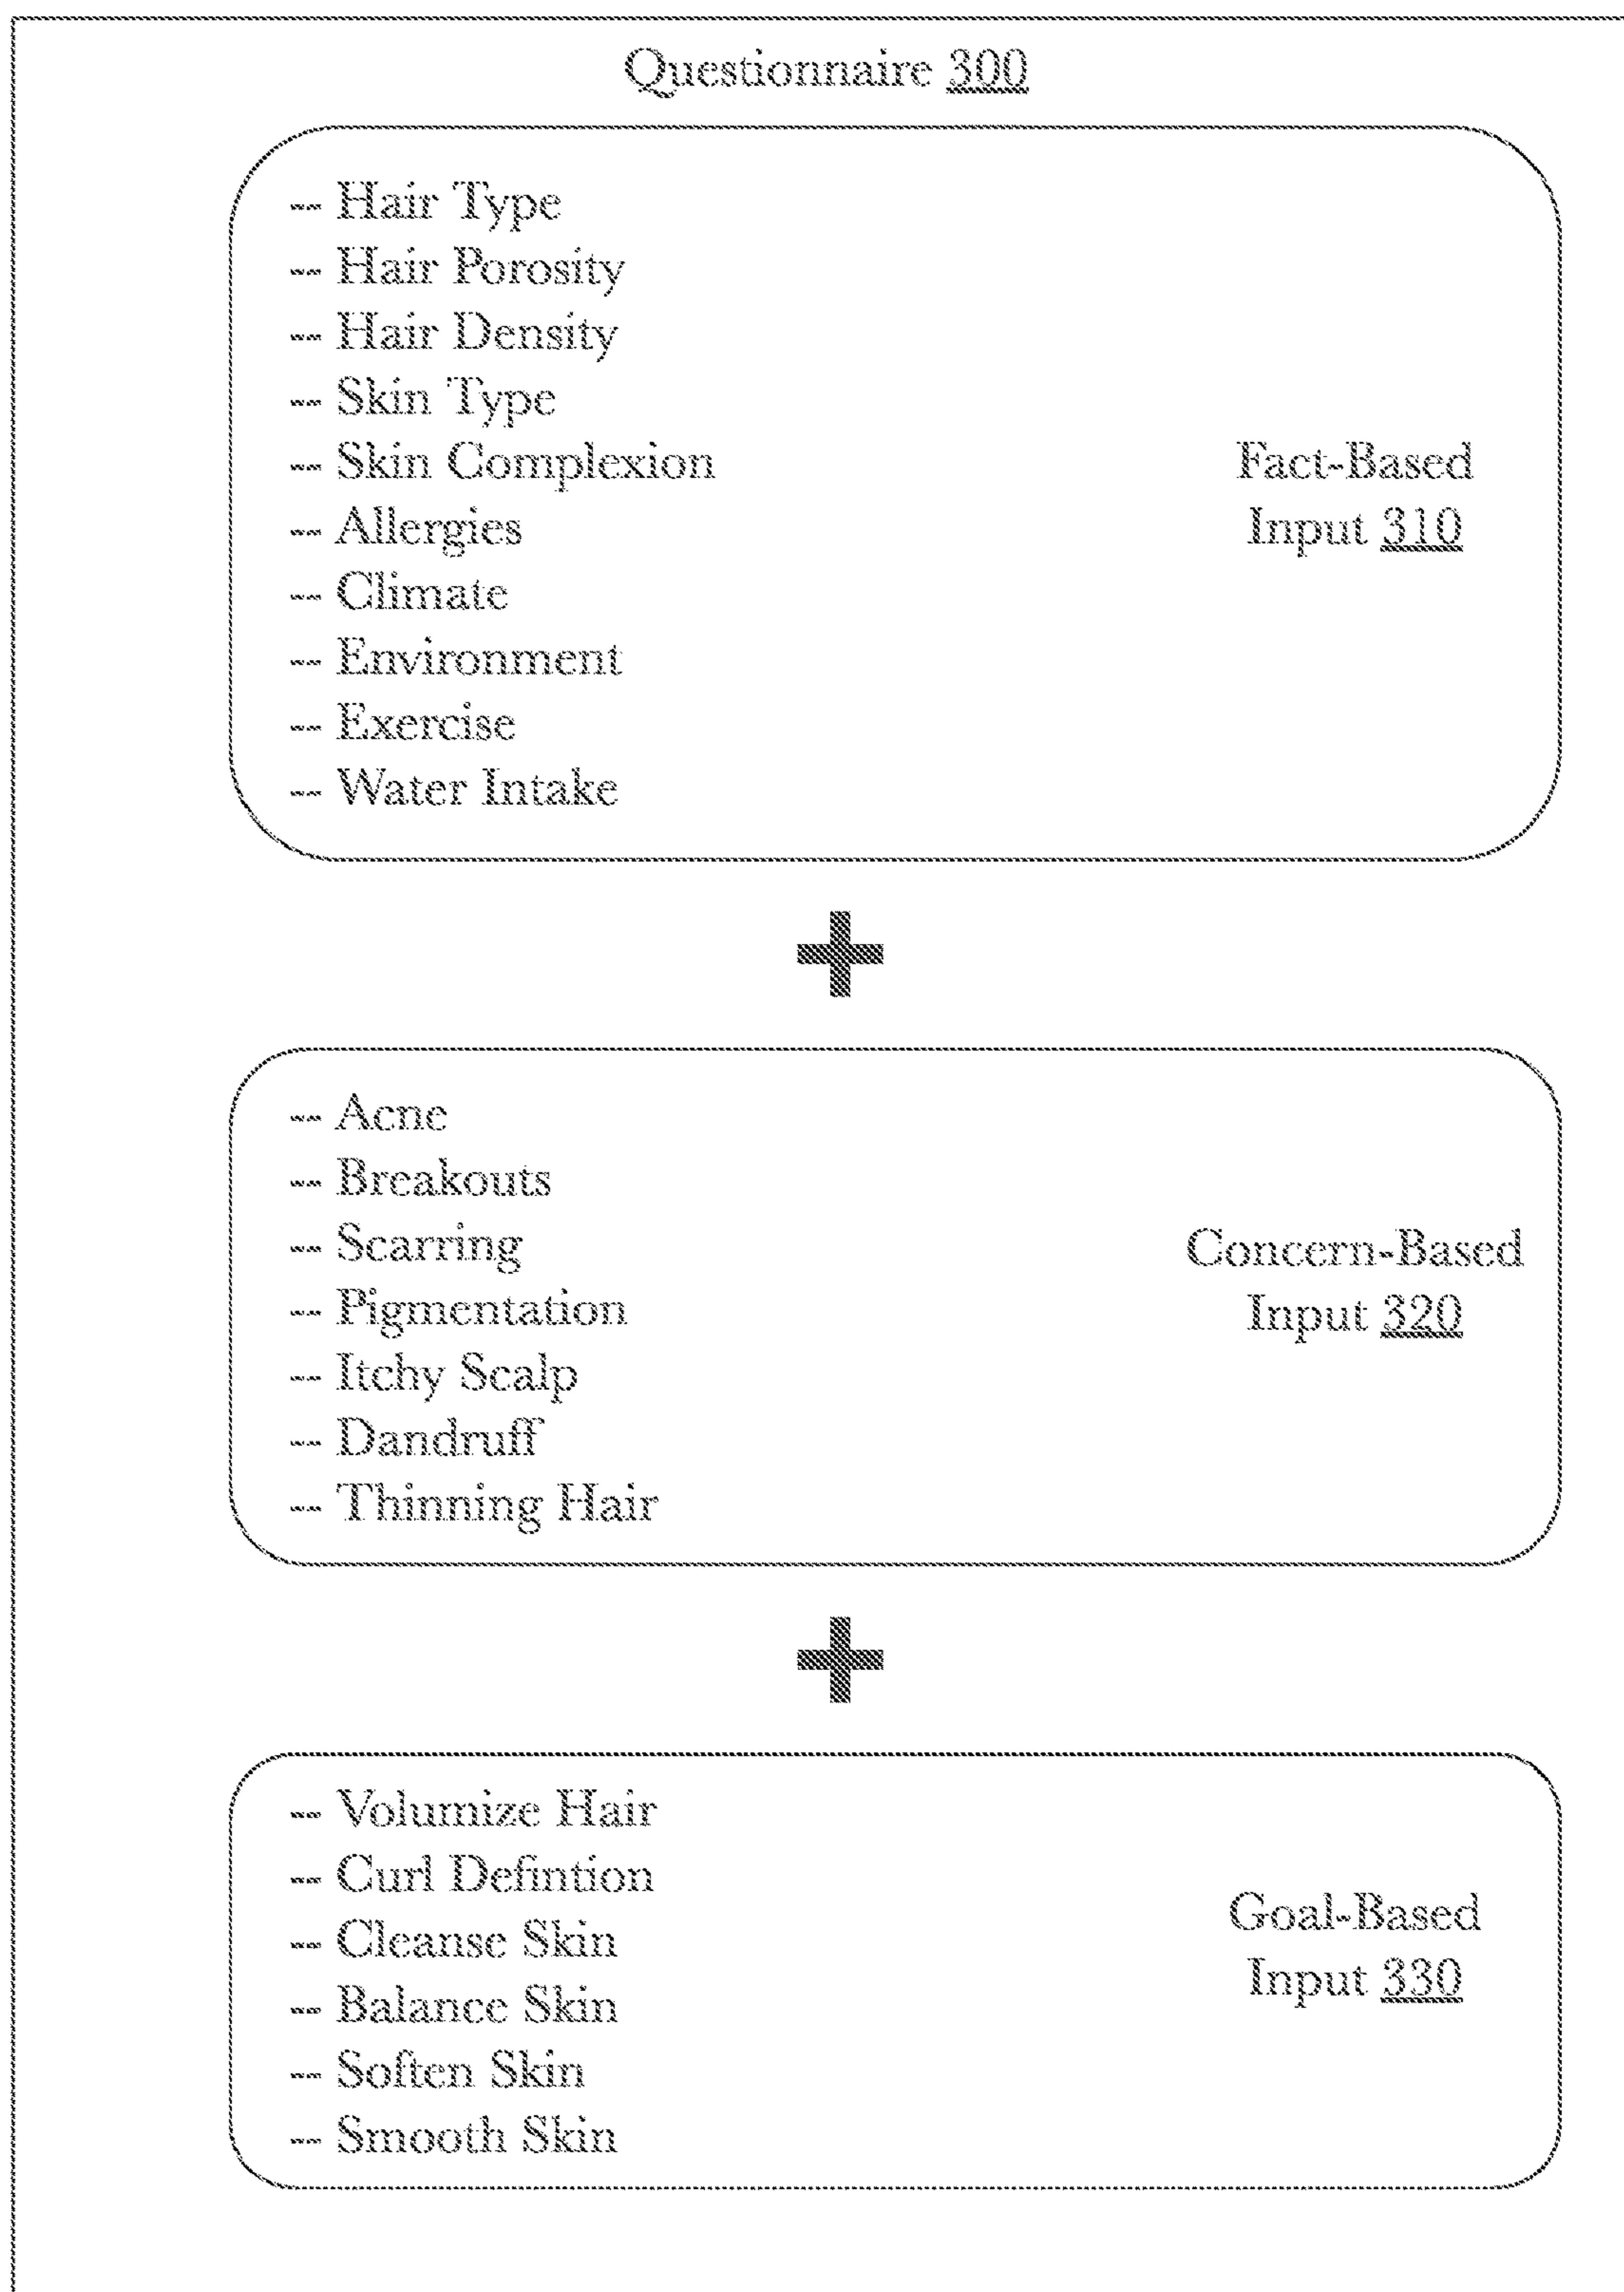 Questionnaire 300
-- Hair Type
-- Hair Porosity
-- Hair Density
-- Skin Type
-- Skin Complexion
-- Allergies
-- Climate
-- Environment
-- Exercise
-- Water Intake
Fact-Based
Input 310
+
-- Acne
-- Breakouts
-- Scarring
-- Pigmentation
-- Itchy Scalp
-- Dandruff
-- Thinning Hair
Concern-Based
Input 320
+
-- Volumize Hair
-- Curl Defintion
-- Cleanse Skin
-- Balance Skin
-- Soften Skin
-- Smooth Skin
Goal-Based
Input 330